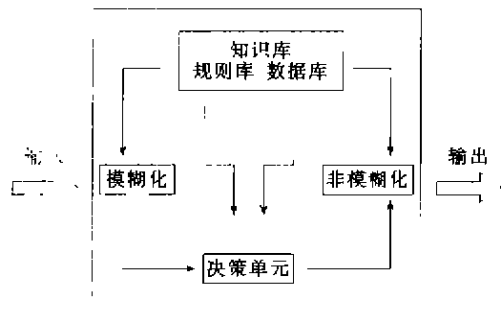 知识库
规则库 数据库
输出
模糊化
非模糊化
决策单元